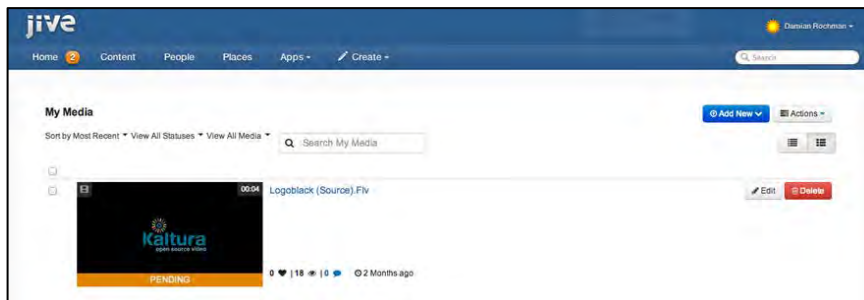 jive
Damian Rochman
Home 2 Content People Places Apps Create
Search
My Media
Add New Actions
Sort by Most Recent View All Statuses View All Media
Search My Media
00:04 Logoblack (Source).Flv Edit Delete
Kaltura
open source video
PENDING
0 | 18 | 0 2 Months ago